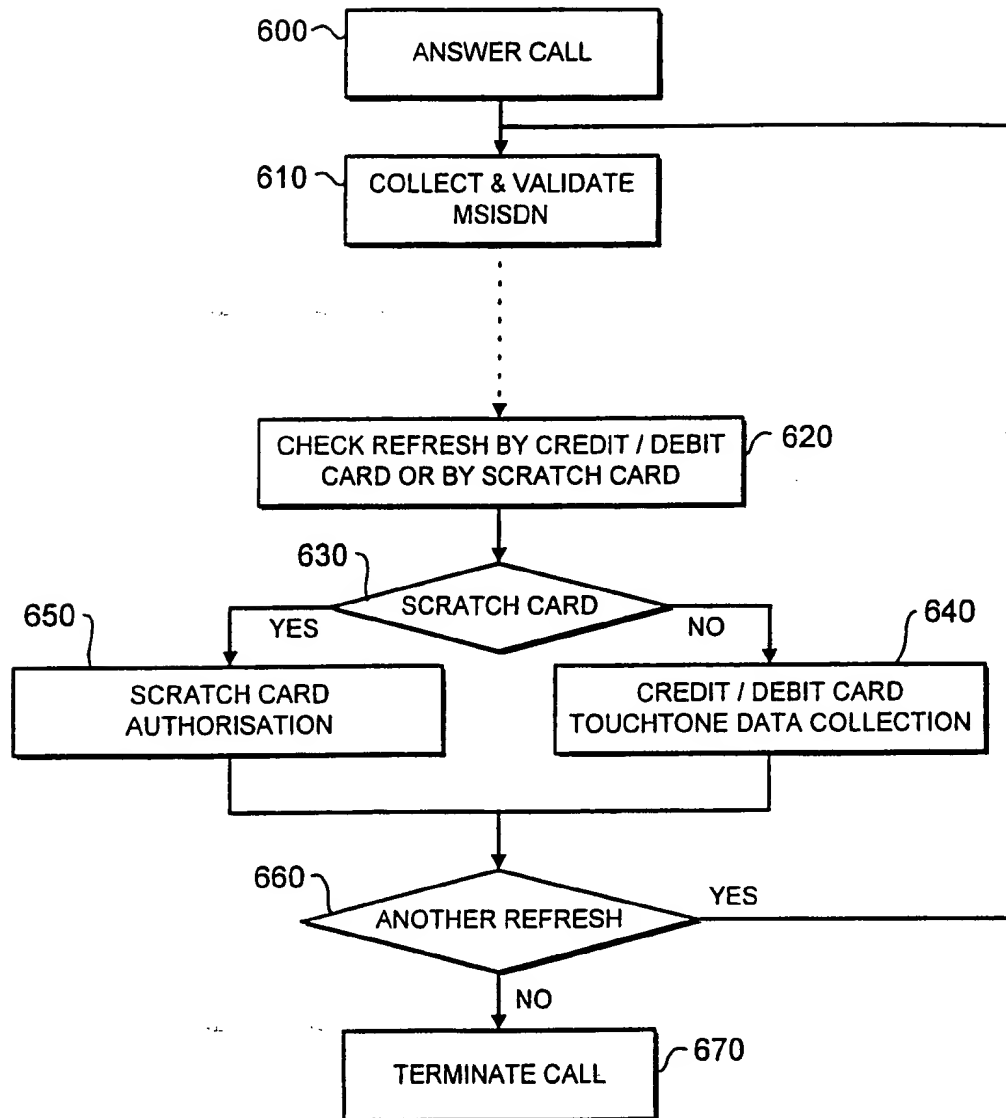 600
ANSWER CALL
610
COLLECT & VALIDATE
MSISDN
CHECK REFRESH BY CREDIT / DEBIT
CARD OR BY SCRATCH CARD
620
630
SCRATCH CARD
650
YES
NO
640
SCRATCH CARD
AUTHORISATION
CREDIT / DEBIT CARD
TOUCHTONE DATA COLLECTION
660
ANOTHER REFRESH
YES
NO
TERMINATE CALL
670